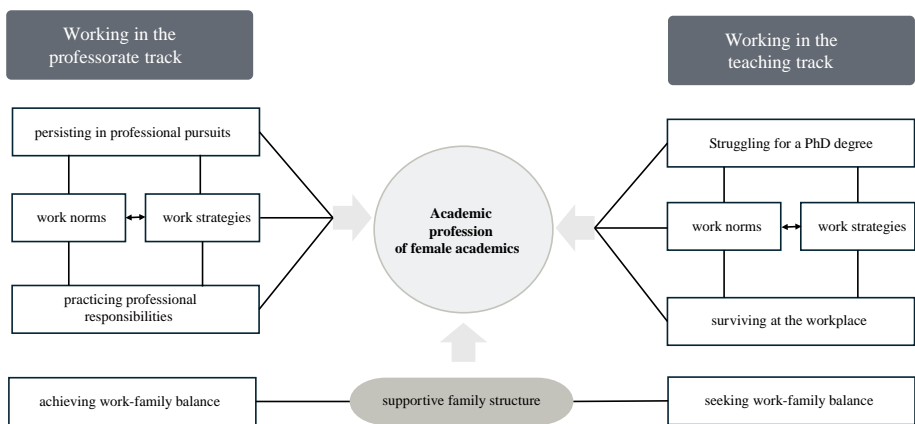 Working in the
professorate track
Working in the
teaching track
persisting in professional pursuits
work norms
work strategies
practicing professional
responsibilities
Academic
profession
of female academics
Struggling for a PhD degree
work norms
work strategies
surviving at the workplace
achieving work-family balance
supportive family structure
seeking work-family balance